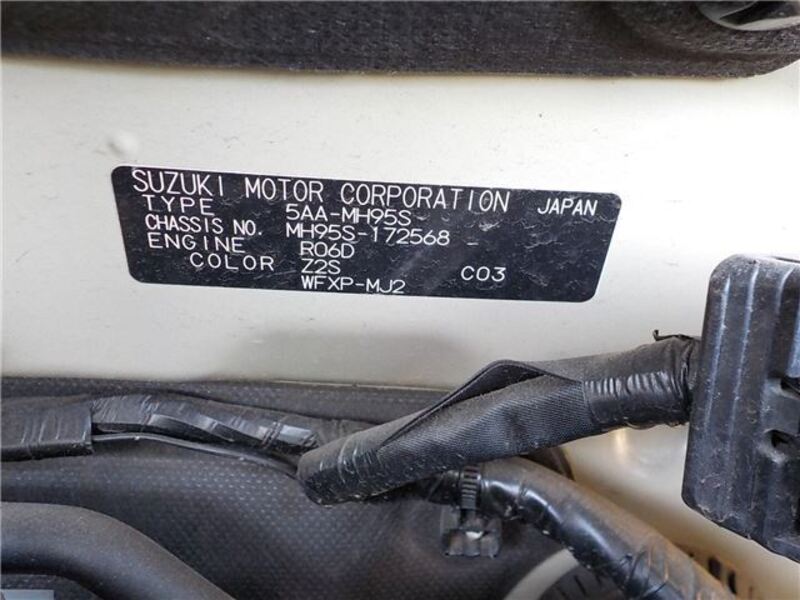 SUZUKI MOTOR CORPORATION JAPAN
TYPE 5AA-MH95S
CHASSIS NO. MH95S-172568
ENGINE R06D
COLOR Z2S C03
WFXP-MJ2